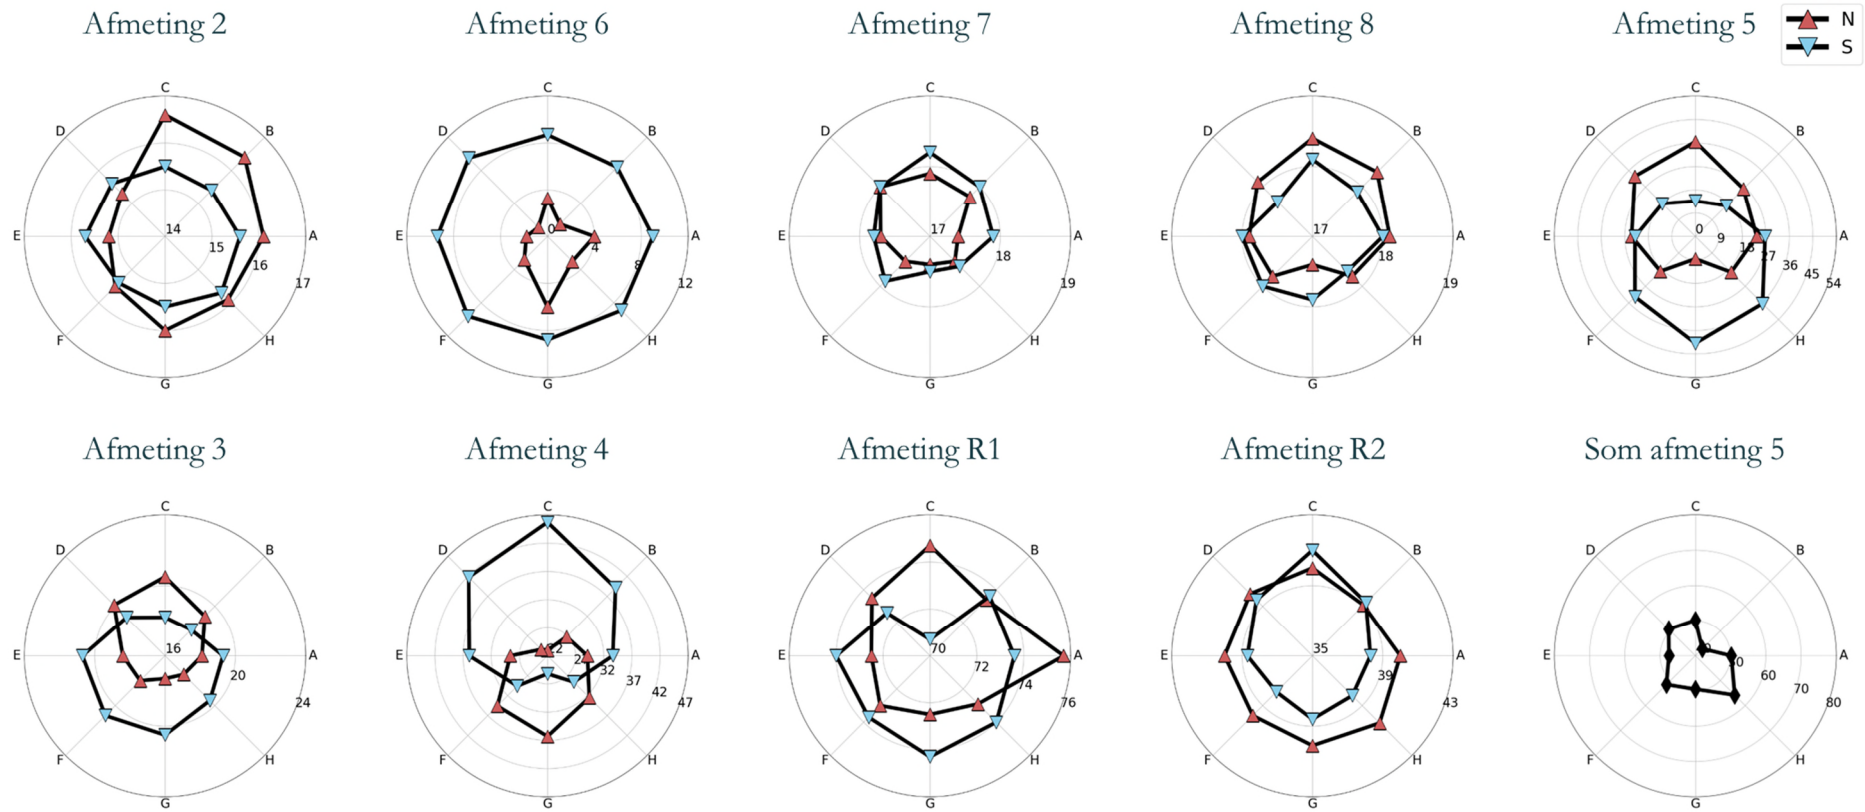 Afmeting 2
Afmeting 6
Afmeting 7
Afmeting 8
Afmeting 5
N
S
C
D
B
E
A
14
15
16
17
F
H
G
C
D
B
E
A
0
4
8
12
F
H
G
C
D
B
E
A
17
18
19
F
H
G
C
D
B
E
A
17
18
19
F
H
G
C
D
B
E
A
0
9
18
27
36
45
54
F
H
G
Afmeting 3
Afmeting 4
Afmeting R1
Afmeting R2
Som afmeting 5
C
D
B
E
A
16
20
24
F
H
G
C
D
B
E
A
32
37
42
47
F
H
G
C
D
B
E
A
70
72
74
76
F
H
G
C
D
B
E
A
35
39
43
F
H
G
C
D
B
E
A
60
70
80
F
H
G